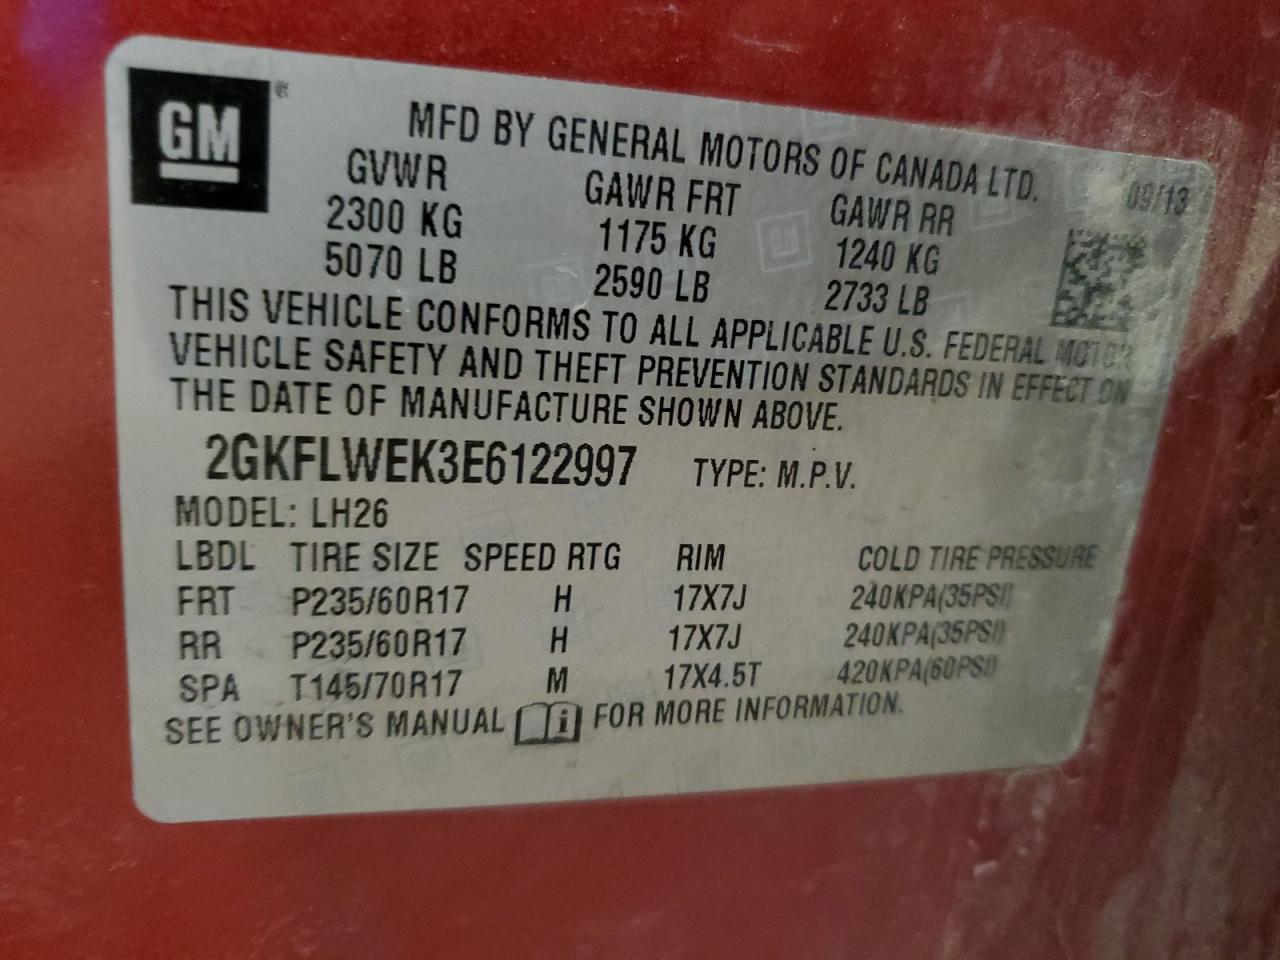 GM ®
MFD BY GENERAL MOTORS OF CANADA LTD.
GVWR GAWR FRT GAWR RR 09/13
2300 KG 1175 KG 1240 KG
5070 LB 2590 LB 2733 LB
THIS VEHICLE CONFORMS TO ALL APPLICABLE U.S. FEDERAL MOTOR
VEHICLE SAFETY AND THEFT PREVENTION STANDARDS IN EFFECT ON
THE DATE OF MANUFACTURE SHOWN ABOVE.
2GKFLWEK3E6122997 TYPE: M.P.V.
MODEL: LH26
LBDL TIRE SIZE SPEED RTG RIM COLD TIRE PRESSURE
FRT P235/60R17 H 17X7J 240KPA(35PSI)
RR P235/60R17 H 17X7J 240KPA(35PSI)
SPA T145/70R17 M 17X4.5T 420KPA(60PSI)
SEE OWNER'S MANUAL i FOR MORE INFORMATION.